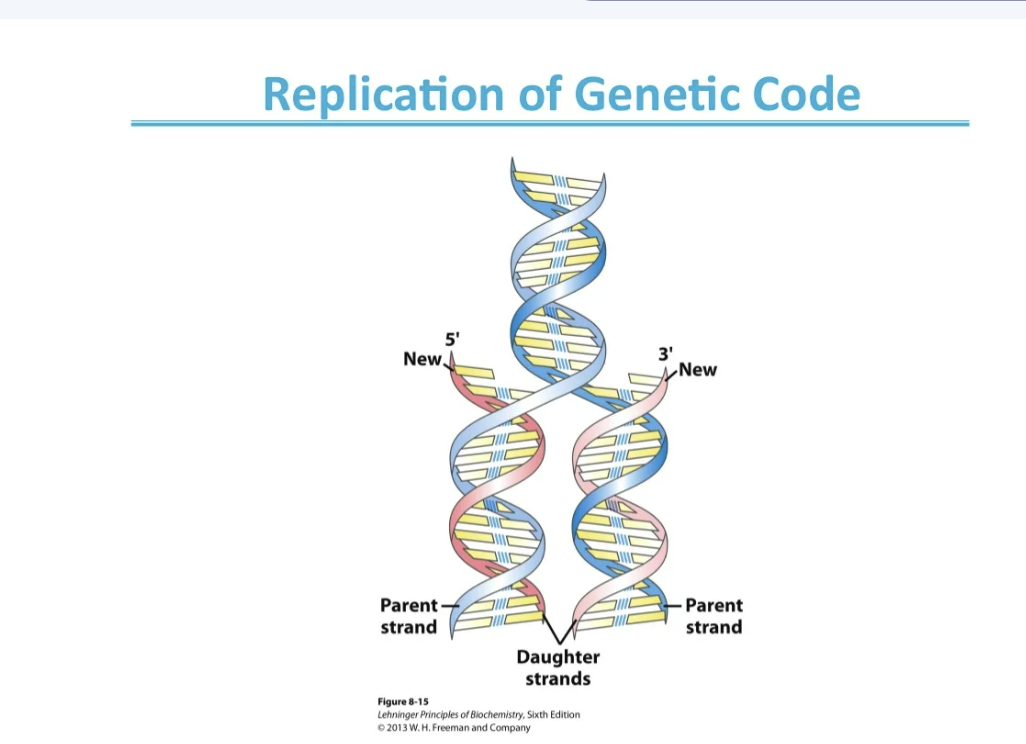 Replication of Genetic Code
5'
New
3'
New
Parent
strand
Parent
strand
Daughter
strands
Figure 8-15
Lehninger Principles of Biochemistry, Sixth Edition
© 2013 W. H. Freeman and Company